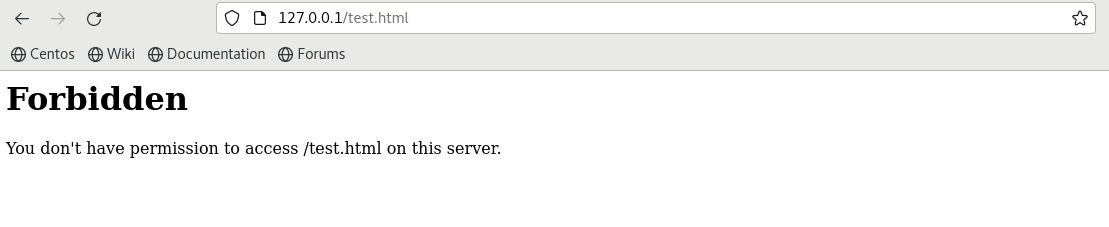 127.0.0.1/test.html
Centos Wiki Documentation Forums
Forbidden
You don't have permission to access /test.html on this server.